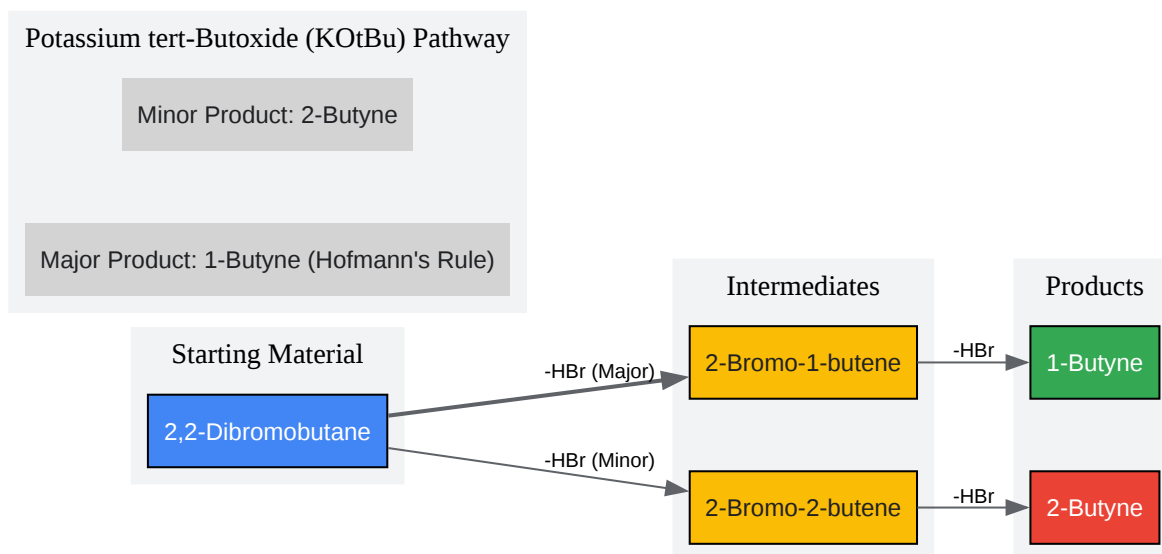 Potassium tert-Butoxide (KOtBu) Pathway
Minor Product: 2-Butyne
Major Product: 1-Butyne (Hofmann's Rule)
Starting Material
2,2-Dibromobutane
-HBr (Major)
-HBr (Minor)
Intermediates
2-Bromo-1-butene
2-Bromo-2-butene
-HBr
-HBr
Products
1-Butyne
2-Butyne